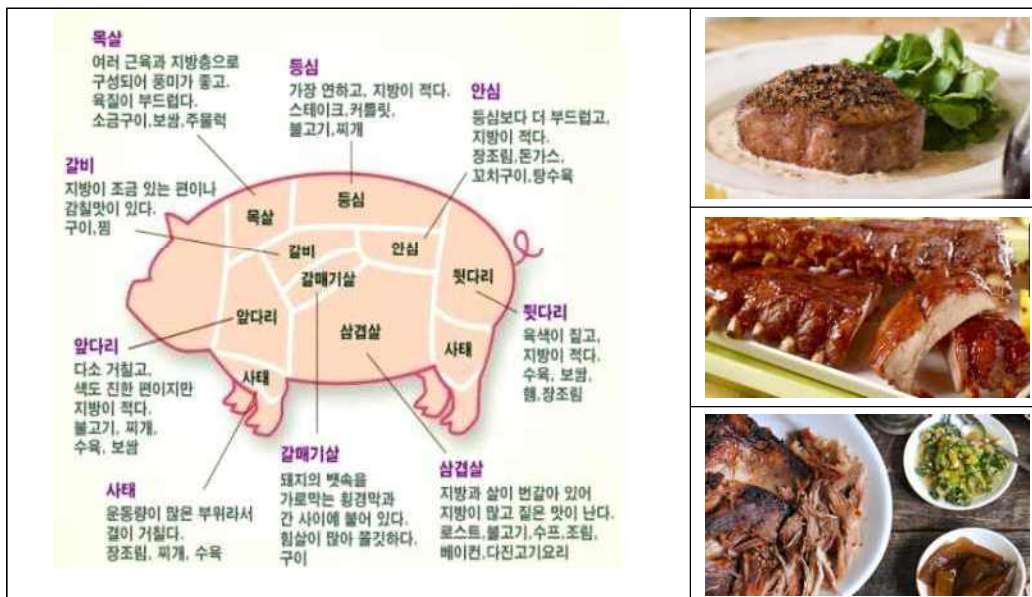 목살
여러 근육과 지방층으로
구성되어 풍미가 좋고.
육질이 부드럽다.
소금구이,보쌈,주물럭
등심
가장 연하고, 지방이 적다.
스테이크,커틀릿,
불고기,찌개
안심
등심보다 더 부드럽고,
지방이 적다.
장조림,돈가스,
꼬치구이,탕수육
갈비
지방이 조금 있는 편이나
감칠맛이 있다.
구이,찜
목살
등심
갈비
안심
갈매기살
뒷다리
앞다리
삼겹살
사태
사태
앞다리
다소 거칠고,
색도 진한 편이지만
지방이 적다.
불고기, 찌개,
수육, 보쌈
뒷다리
육색이 짙고,
지방이 적다.
수육, 보쌈,
햄,장조림
사태
운동량이 많은 부위라서
결이 거칠다.
장조림, 찌개, 수육
갈매기살
돼지의 뱃속을
가로막는 횡경막과
간 사이에 붙어 있다.
힘살이 많아 쫄깃하다.
구이
삼겹살
지방과 살이 번갈아 있어
지방이 많고 짙은 맛이 난다.
로스트,불고기,수프,조림,
베이컨,다진고기요리